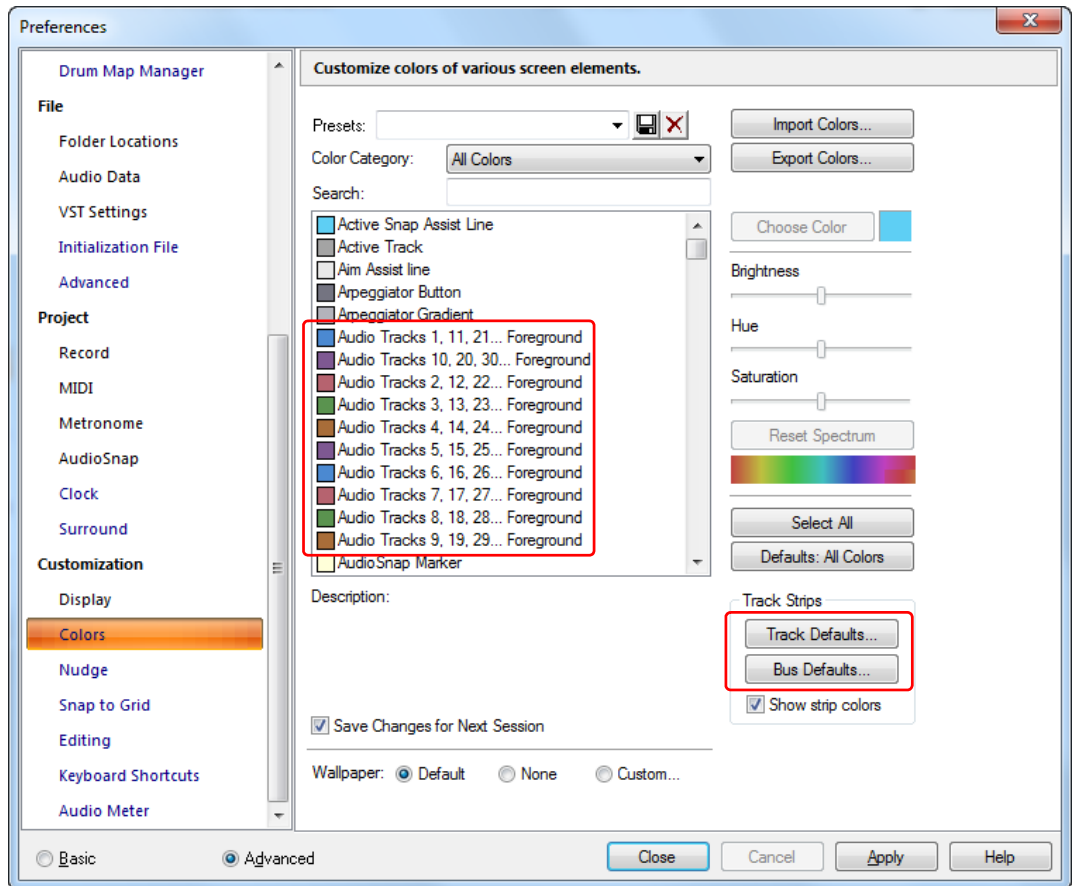 Preferences
Drum Map Manager
File
Folder Locations
Audio Data
VST Settings
Initialization File
Advanced
Project
Record
MIDI
Metronome
AudioSnap
Clock
Surround
Customization
Display
Colors
Nudge
Snap to Grid
Editing
Keyboard Shortcuts
Audio Meter
Basic
Advanced
Customize colors of various screen elements.
Presets:
Color Category: All Colors
Search:
Active Snap Assist Line
Active Track
Aim Assist line
Arpeggiator Button
Arpeggiator Gradient
Audio Tracks 1, 11, 21... Foreground
Audio Tracks 10, 20, 30... Foreground
Audio Tracks 2, 12, 22... Foreground
Audio Tracks 3, 13, 23... Foreground
Audio Tracks 4, 14, 24... Foreground
Audio Tracks 5, 15, 25... Foreground
Audio Tracks 6, 16, 26... Foreground
Audio Tracks 7, 17, 27... Foreground
Audio Tracks 8, 18, 28... Foreground
Audio Tracks 9, 19, 29... Foreground
AudioSnap Marker
Description:
Save Changes for Next Session
Wallpaper: Default None Custom...
Import Colors...
Export Colors...
Choose Color
Brightness
Hue
Saturation
Reset Spectrum
Select All
Defaults: All Colors
Track Strips
Track Defaults...
Bus Defaults...
Show strip colors
Close Cancel Apply Help